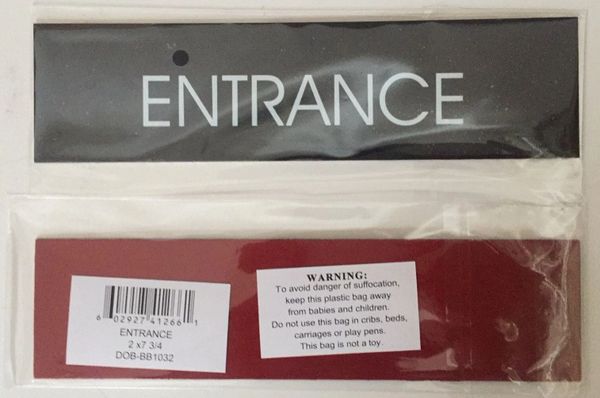 ENTRANCE
6 02927 41266 1
ENTRANCE
2 x7 3/4
DOB-BB1032
WARNING:
To avoid danger of suffocation,
keep this plastic bag away
from babies and children.
Do not use this bag in cribs, beds,
carriages or play pens.
This bag is not a toy.